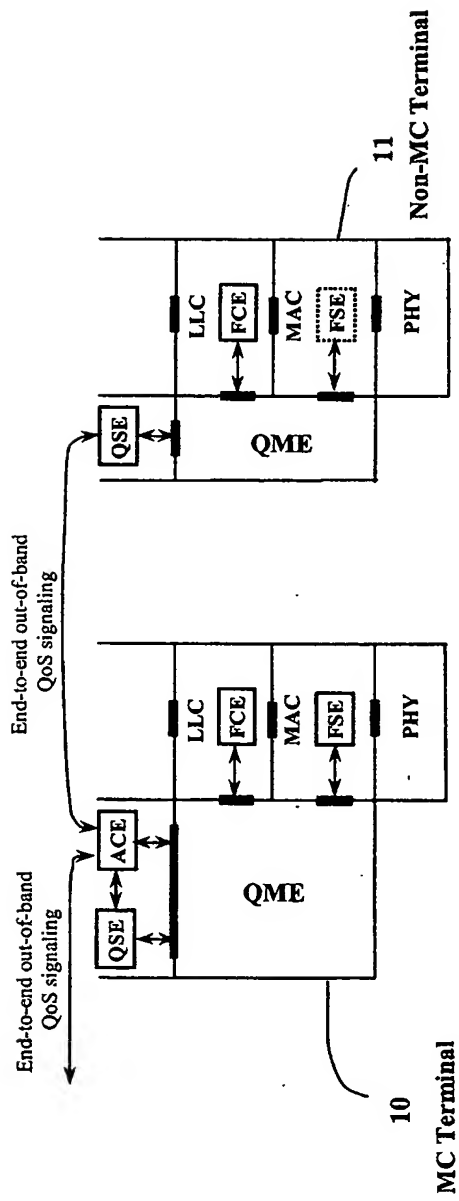 End-to-end out-of-band
QoS signaling
End-to-end out-of-band
QoS signaling
QSE
ACE
LLC
FCE
MAC
FSE
PHY
QME
10
MC Terminal
QSE
LLC
FCE
MAC
FSE
PHY
QME
11
Non-MC Terminal